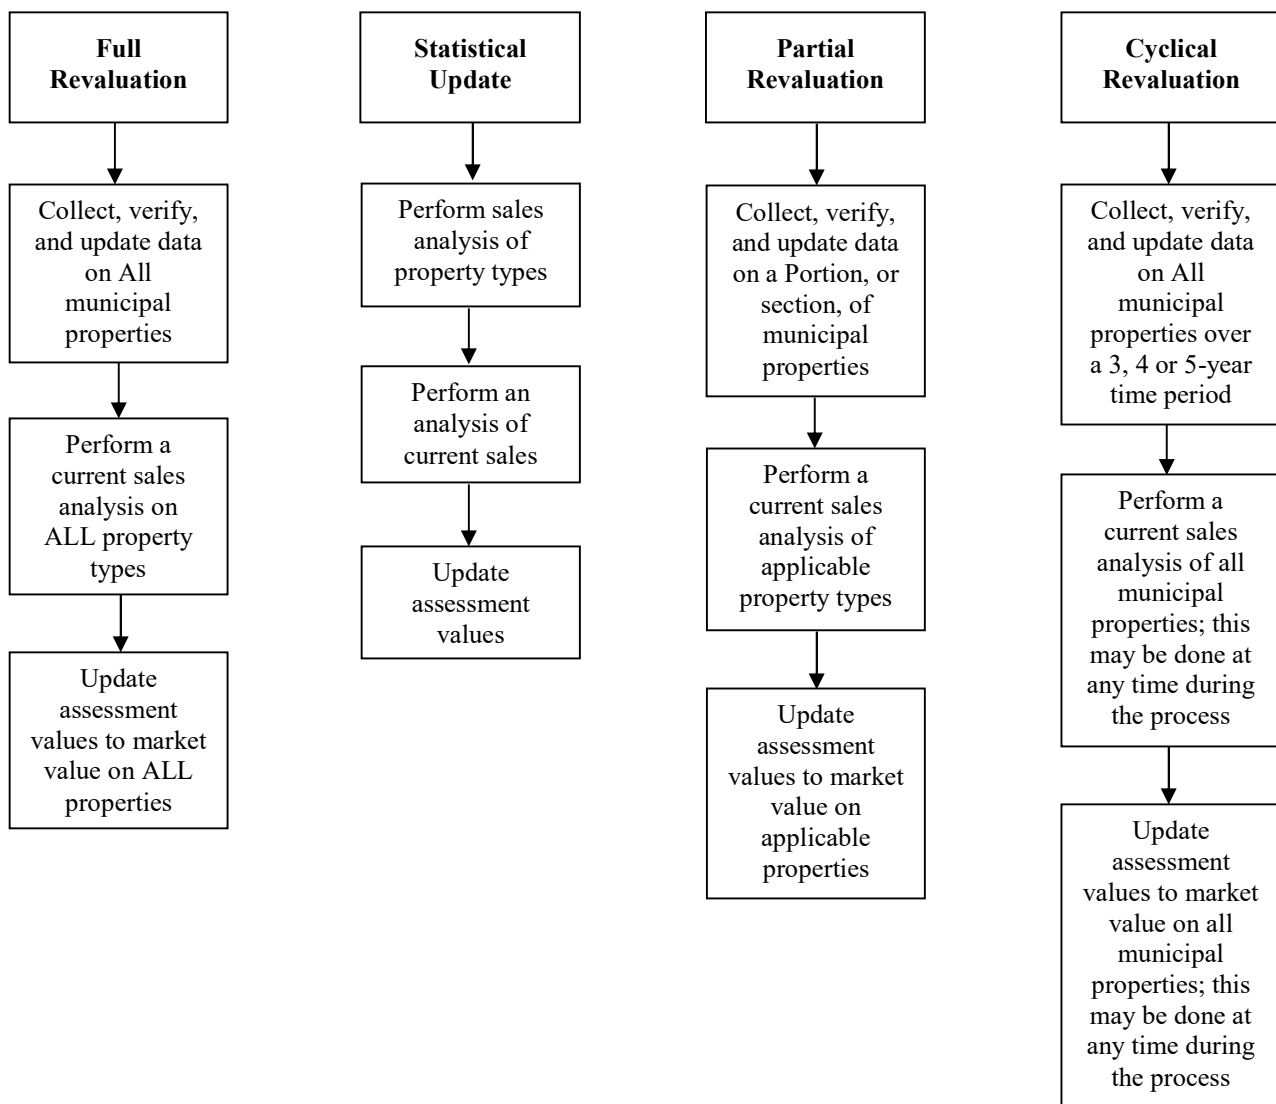 Full
Revaluation
Collect, verify,
and update data
on All
municipal
properties
Perform a
current sales
analysis on
ALL property
types
Update
assessment
values to market
value on ALL
properties
Statistical
Update
Perform sales
analysis of
property types
Perform an
analysis of
current sales
Update
assessment
values
Partial
Revaluation
Collect, verify,
and update data
on a Portion, or
section, of
municipal
properties
Perform a
current sales
analysis of
applicable
property types
Update
assessment
values to market
value on
applicable
properties
Cyclical
Revaluation
Collect, verify,
and update data
on All
municipal
properties over
a 3, 4 or 5-year
time period
Perform a
current sales
analysis of all
municipal
properties; this
may be done at
any time during
the process
Update
assessment
values to market
value on all
municipal
properties; this
may be done at
any time during
the process